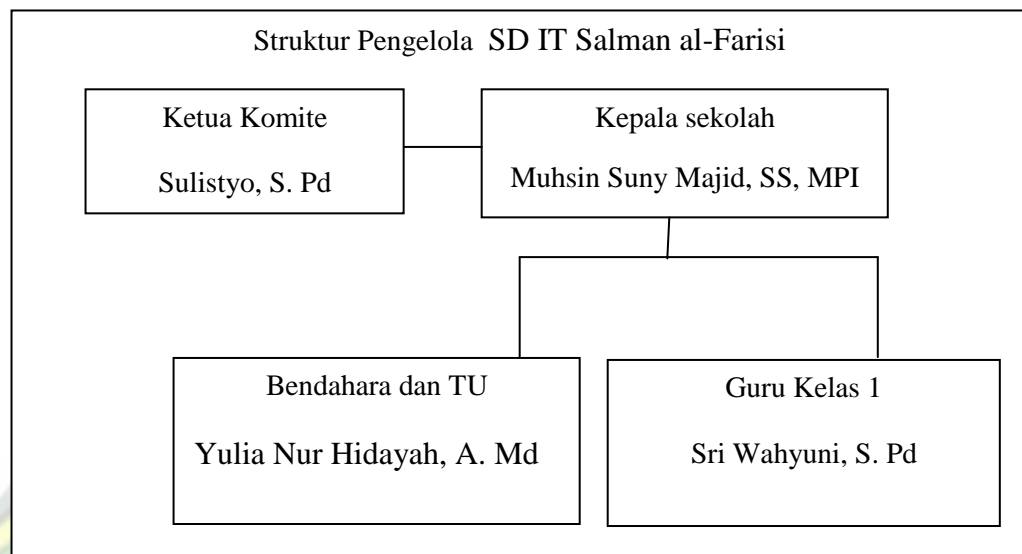 Struktur Pengelola SD IT Salman al-Farisi
Ketua Komite
Sulistyo, S. Pd
Kepala sekolah
Muhsin Suny Majid, SS, MPI
Bendahara dan TU
Yulia Nur Hidayah, A. Md
Guru Kelas 1
Sri Wahyuni, S. Pd